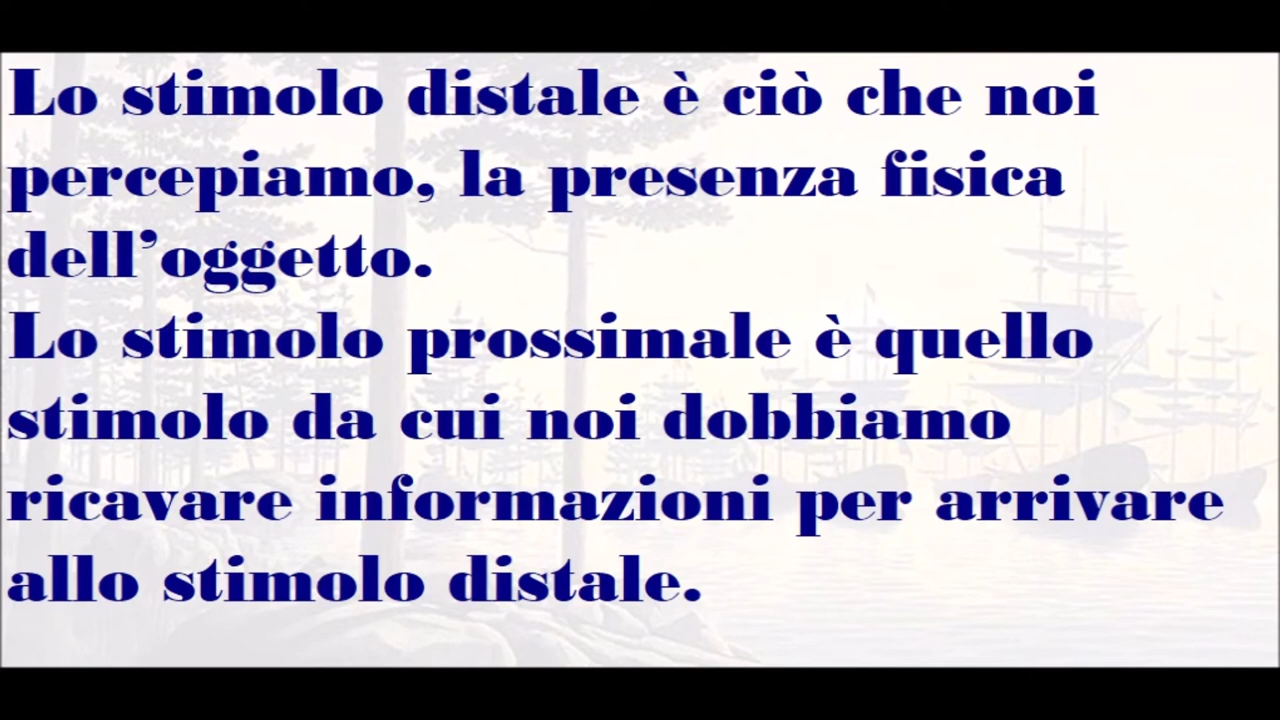 Lo stimolo distale è ciò che noi
percepiamo, la presenza fisica
dell’oggetto.
Lo stimolo prossimale è quello
stimolo da cui noi dobbiamo
ricavare informazioni per arrivare
allo stimolo distale.